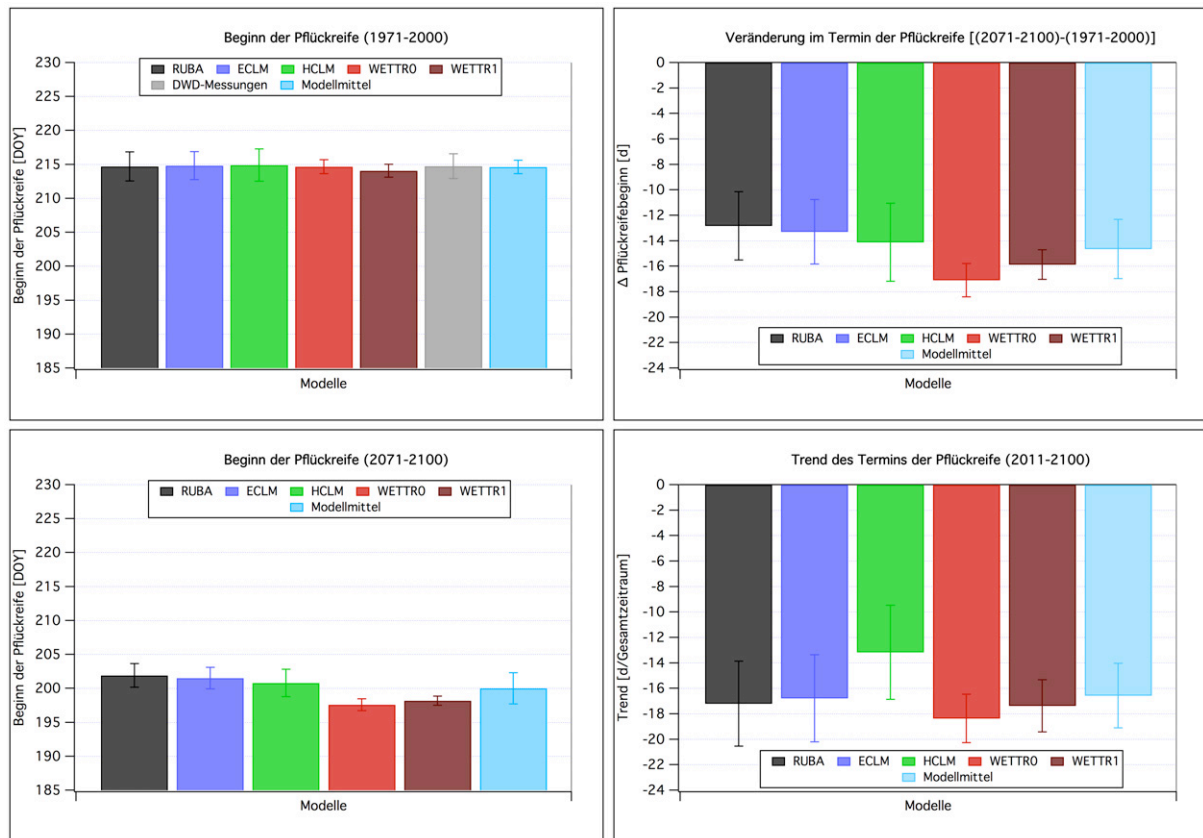 Beginn der Pflückreife (1971-2000)
230
225
220
215
210
205
200
195
190
185
Beginn der Pflückreife [DOY]
RUBA ECLM HCLM WETTR0 WETTR1
DWD-Messungen Modellmittel
Modelle
Veränderung im Termin der Pflückreife [(2071-2100)-(1971-2000)]
0
-2
-4
-6
-8
-10
-12
-14
-16
-18
-20
-22
-24
Δ Pflückreifebeginn [d]
RUBA ECLM HCLM WETTR0 WETTR1
Modellmittel
Modelle
Beginn der Pflückreife (2071-2100)
230
225
220
215
210
205
200
195
190
185
Beginn der Pflückreife [DOY]
RUBA ECLM HCLM WETTR0 WETTR1
Modellmittel
Modelle
Trend des Termins der Pflückreife (2011-2100)
0
-2
-4
-6
-8
-10
-12
-14
-16
-18
-20
-22
-24
Trend [d/Gesamtzeitraum]
RUBA ECLM HCLM WETTR0 WETTR1
Modellmittel
Modelle